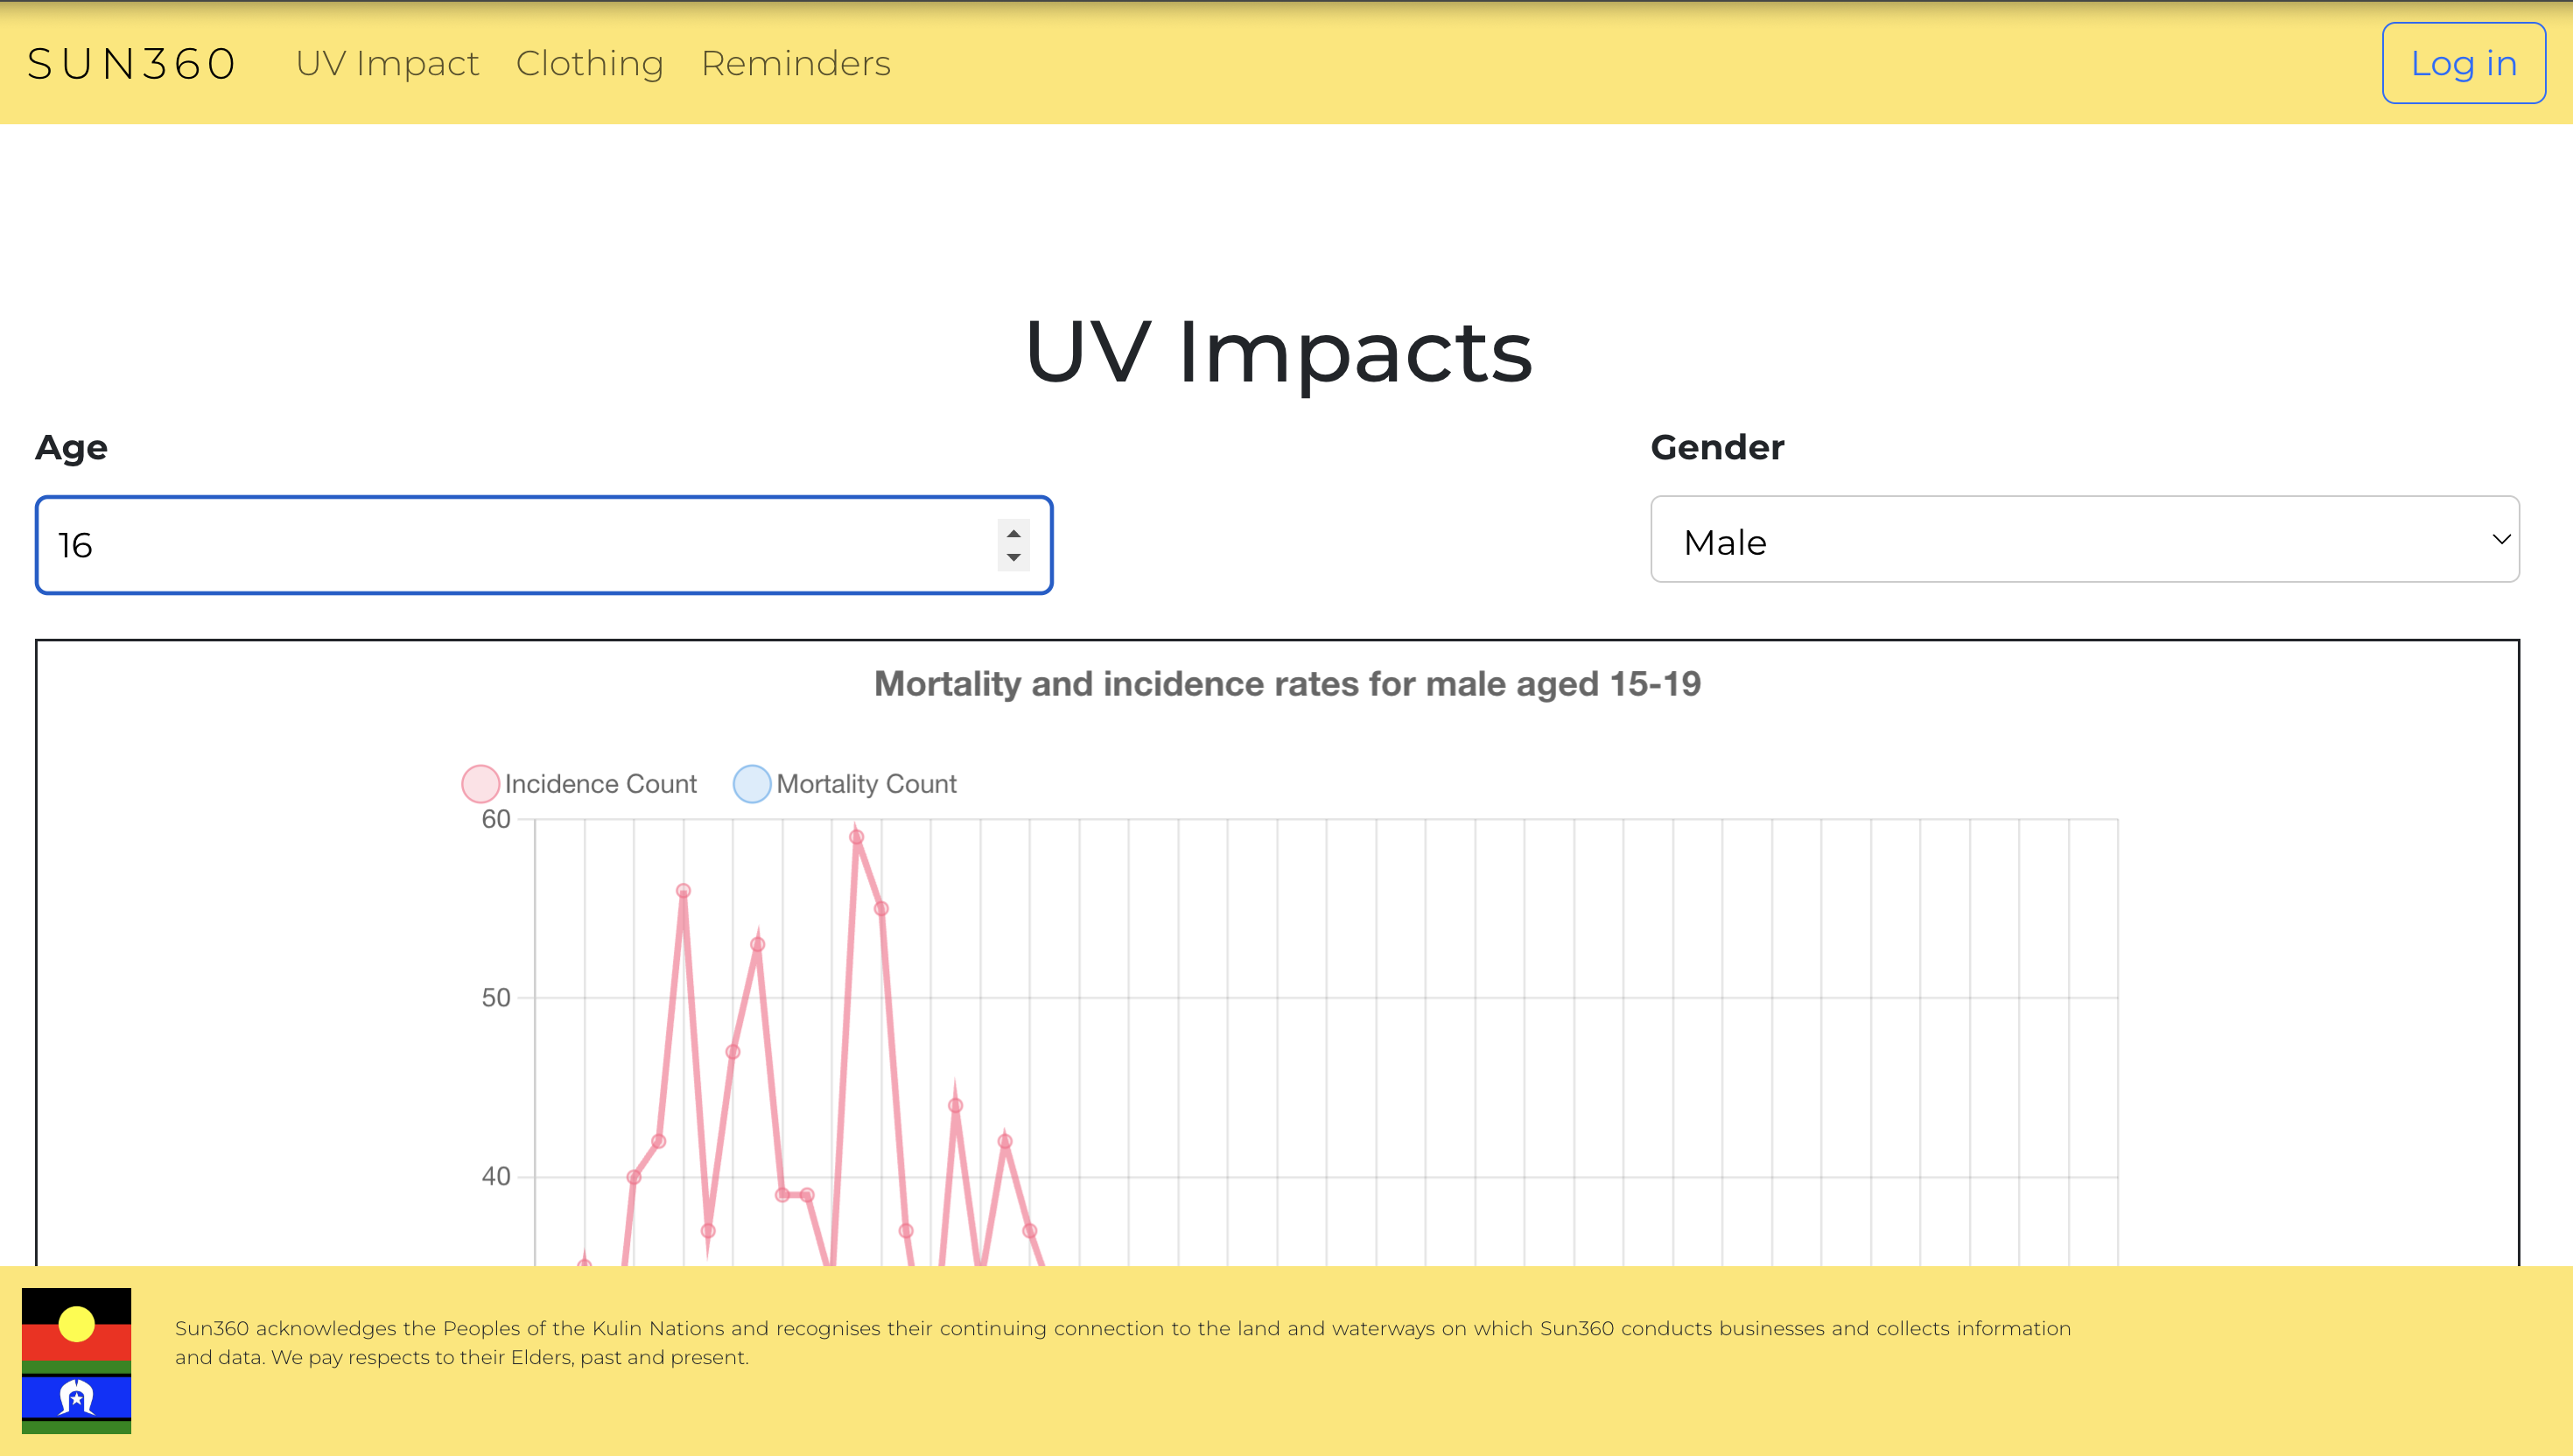 SUN360 UV Impact Clothing Reminders Log in
UV Impacts
Age Gender
16 Male
Mortality and incidence rates for male aged 15-19
Incidence Count Mortality Count
60
50
40
Sun360 acknowledges the Peoples of the Kulin Nations and recognises their continuing connection to the land and waterways on which Sun360 conducts businesses and collects information
and data. We pay respects to their Elders, past and present.